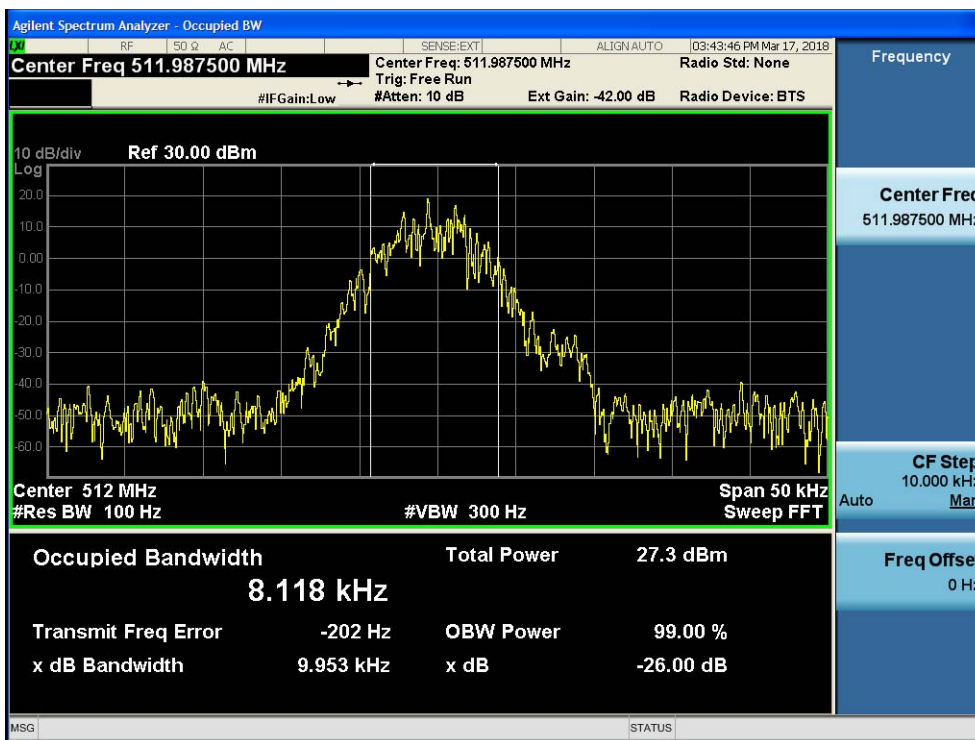 Agilent Spectrum Analyzer - Occupied BW
LXI RF 50 Ω AC SENSE:EXT ALIGN AUTO 03:43:46 PM Mar 17, 2018
Center Freq 511.987500 MHz
Center Freq: 511.987500 MHz Radio Std: None
Trig: Free Run
#IFGain:Low #Atten: 10 dB Ext Gain: -42.00 dB Radio Device: BTS
10 dB/div Ref 30.00 dBm
Log
20.0
10.0
0.00
-10.0
-20.0
-30.0
-40.0
-50.0
-60.0
Center 512 MHz Span 50 kHz
#Res BW 100 Hz #VBW 300 Hz Sweep FFT
Occupied Bandwidth Total Power 27.3 dBm
8.118 kHz
Transmit Freq Error -202 Hz OBW Power 99.00 %
x dB Bandwidth 9.953 kHz x dB -26.00 dB
MSG STATUS
Frequency
Center Freq
511.987500 MHz
CF Step
10.000 kHz
Auto Man
Freq Offse
0 Hz